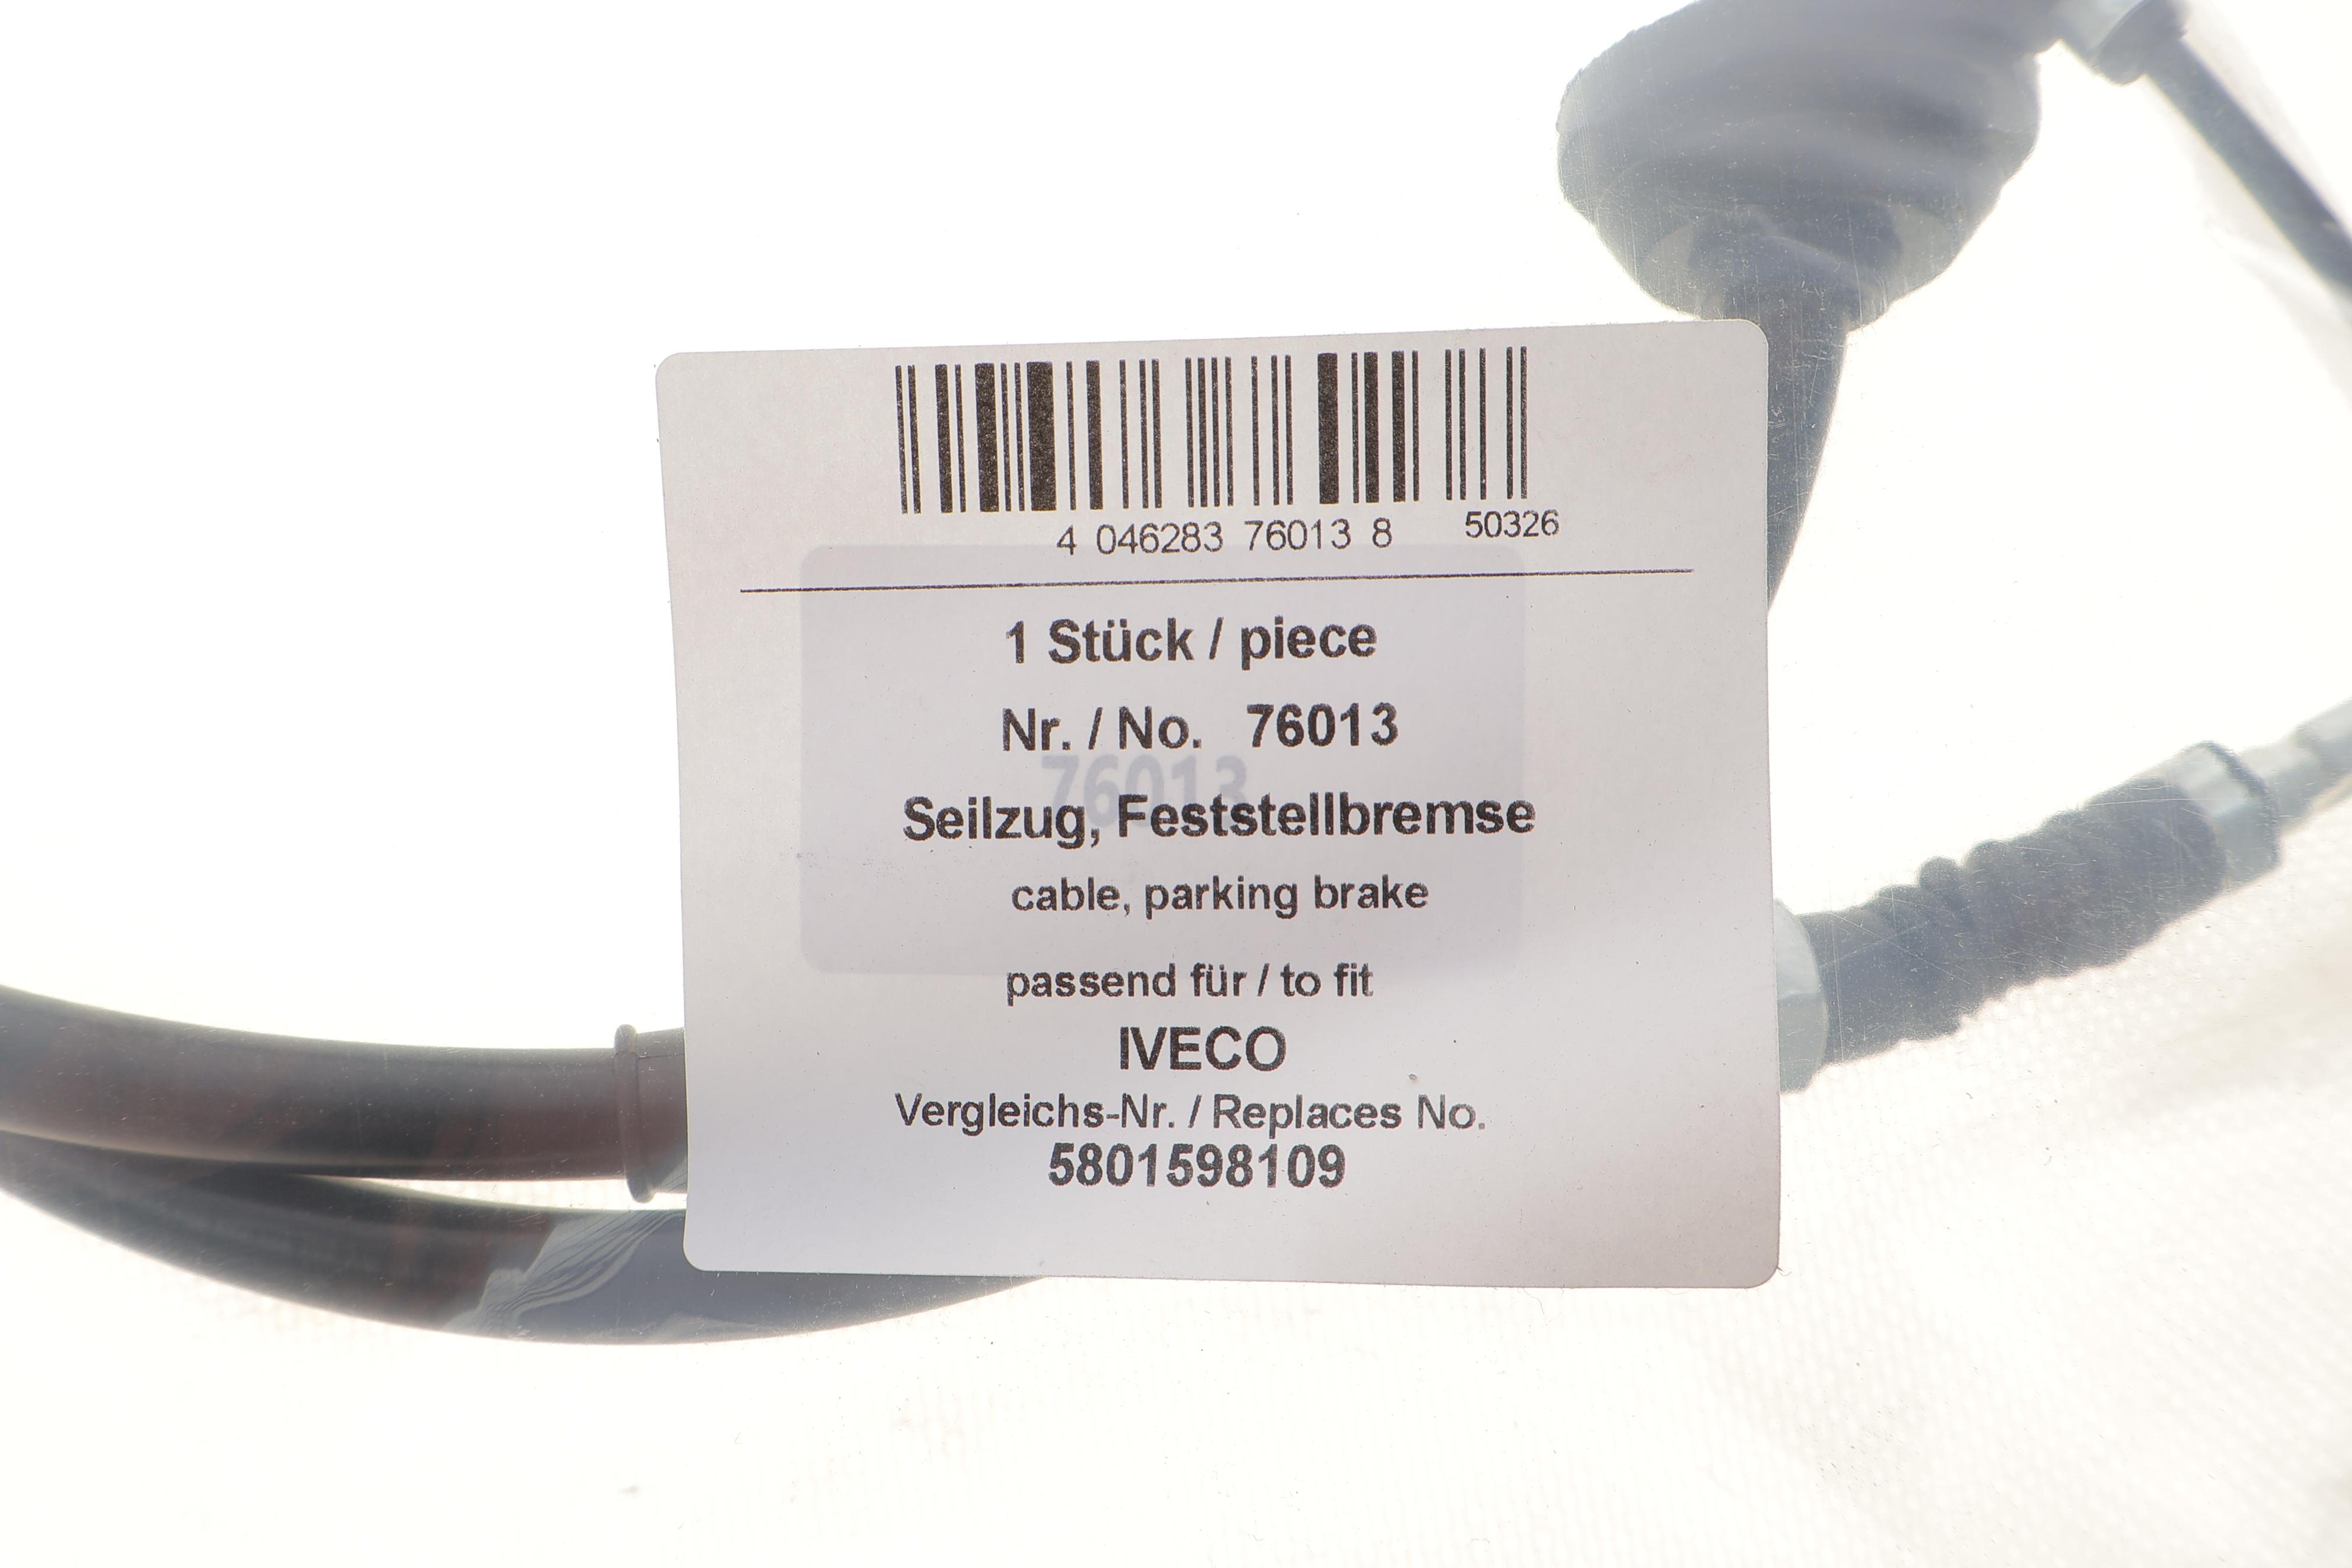 4 046283 76013 8 50326
1 Stück / piece
Nr. / No. 76013
76013
Seilzug, Feststellbremse
cable, parking brake
passend für / to fit
IVECO
Vergleichs-Nr. / Replaces No.
5801598109